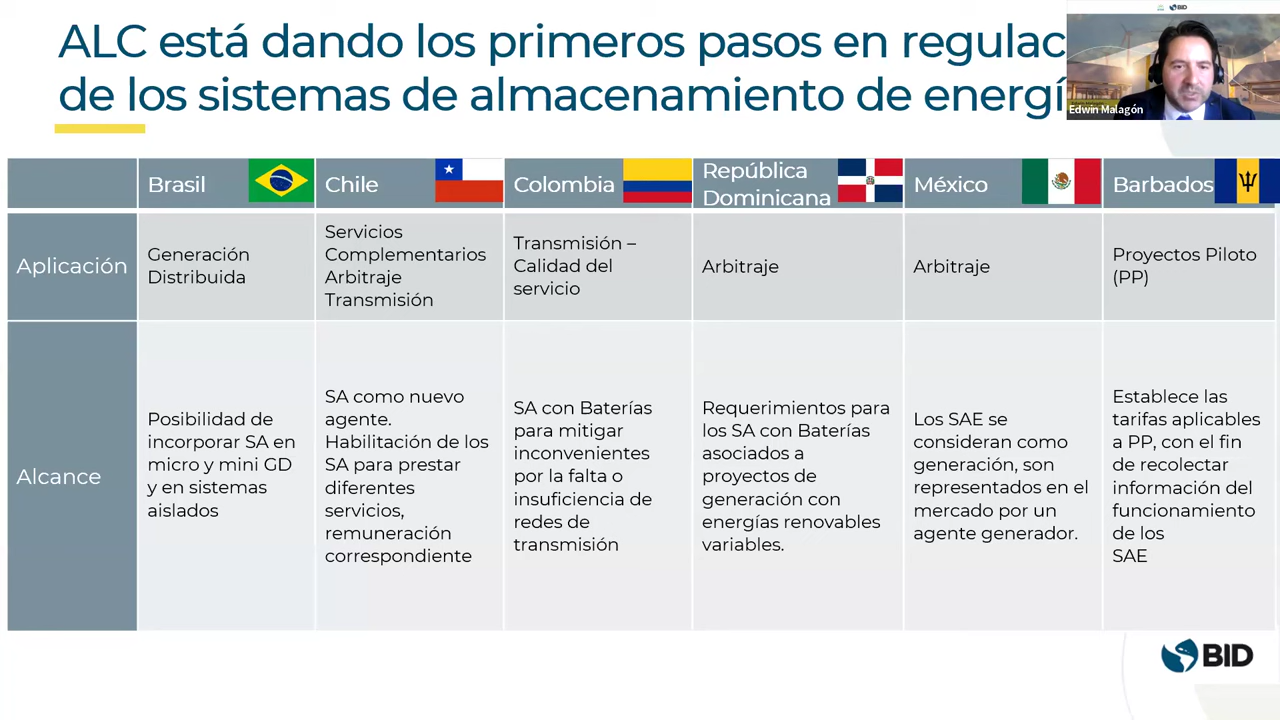 ALC está dando los primeros pasos en regulac
de los sistemas de almacenamiento de energí
BID
Edwin Malagón
Brasil
Chile
Colombia
República
Dominicana
México
Barbados
Aplicación
Generación
Distribuida
Servicios
Complementarios
Arbitraje
Transmisión
Transmisión –
Calidad del
servicio
Arbitraje
Arbitraje
Proyectos Piloto
(PP)
Alcance
Posibilidad de
incorporar SA en
micro y mini GD
y en sistemas
aislados
SA como nuevo
agente.
Habilitación de los
SA para prestar
diferentes
servicios,
remuneración
correspondiente
SA con Baterías
para mitigar
inconvenientes
por la falta o
insuficiencia de
redes de
transmisión
Requerimientos para
los SA con Baterías
asociados a
proyectos de
generación con
energías renovables
variables.
Los SAE se
consideran como
generación, son
representados en el
mercado por un
agente generador.
Establece las
tarifas aplicables
a PP, con el fin
de recolectar
información del
funcionamiento
de los
SAE
BID